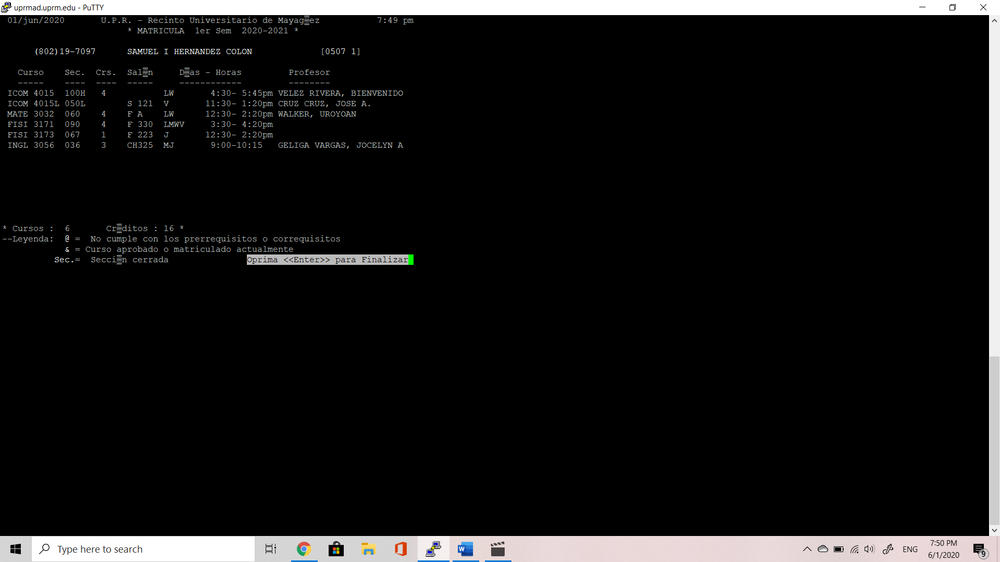 uprmad.uprm.edu - PuTTY
01/jun/2020 U.P.R. - Recinto Universitario de Mayag▒ez 7:49 pm
* MATRICULA 1er Sem 2020-2021 *
(802)19-7097 SAMUEL I HERNANDEZ COLON [0507 1]
Curso Sec. Crs. Sal▒n D▒as - Horas Profesor
----- ---- ---- ----- ------------ --------
ICOM 4015 100H 4 LW 4:30- 5:45pm VELEZ RIVERA, BIENVENIDO
ICOM 4015L 050L S 121 V 11:30- 1:20pm CRUZ CRUZ, JOSE A.
MATE 3032 060 4 F A LW 12:30- 2:20pm WALKER, UROYOAN
FISI 3171 090 4 F 330 LMWV 3:30- 4:20pm
FISI 3173 067 1 F 223 J 12:30- 2:20pm
INGL 3056 036 3 CH325 MJ 9:00-10:15 GELIGA VARGAS, JOCELYN A
* Cursos : 6 Cr▒ditos : 16 *
--Leyenda: @ = No cumple con los prerrequisitos o correquisitos
& = Curso aprobado o matriculado actualmente
Sec.= Secci▒n cerrada Oprima <<Enter>> para Finalizar
Type here to search
ENG
7:50 PM
6/1/2020
9